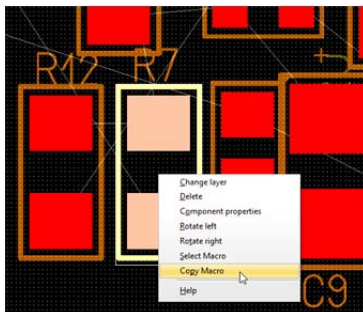 R12
R7
+
Change layer
Delete
Component properties
Rotate left
Rotate right
Select Macro
Copy Macro
Help
C9